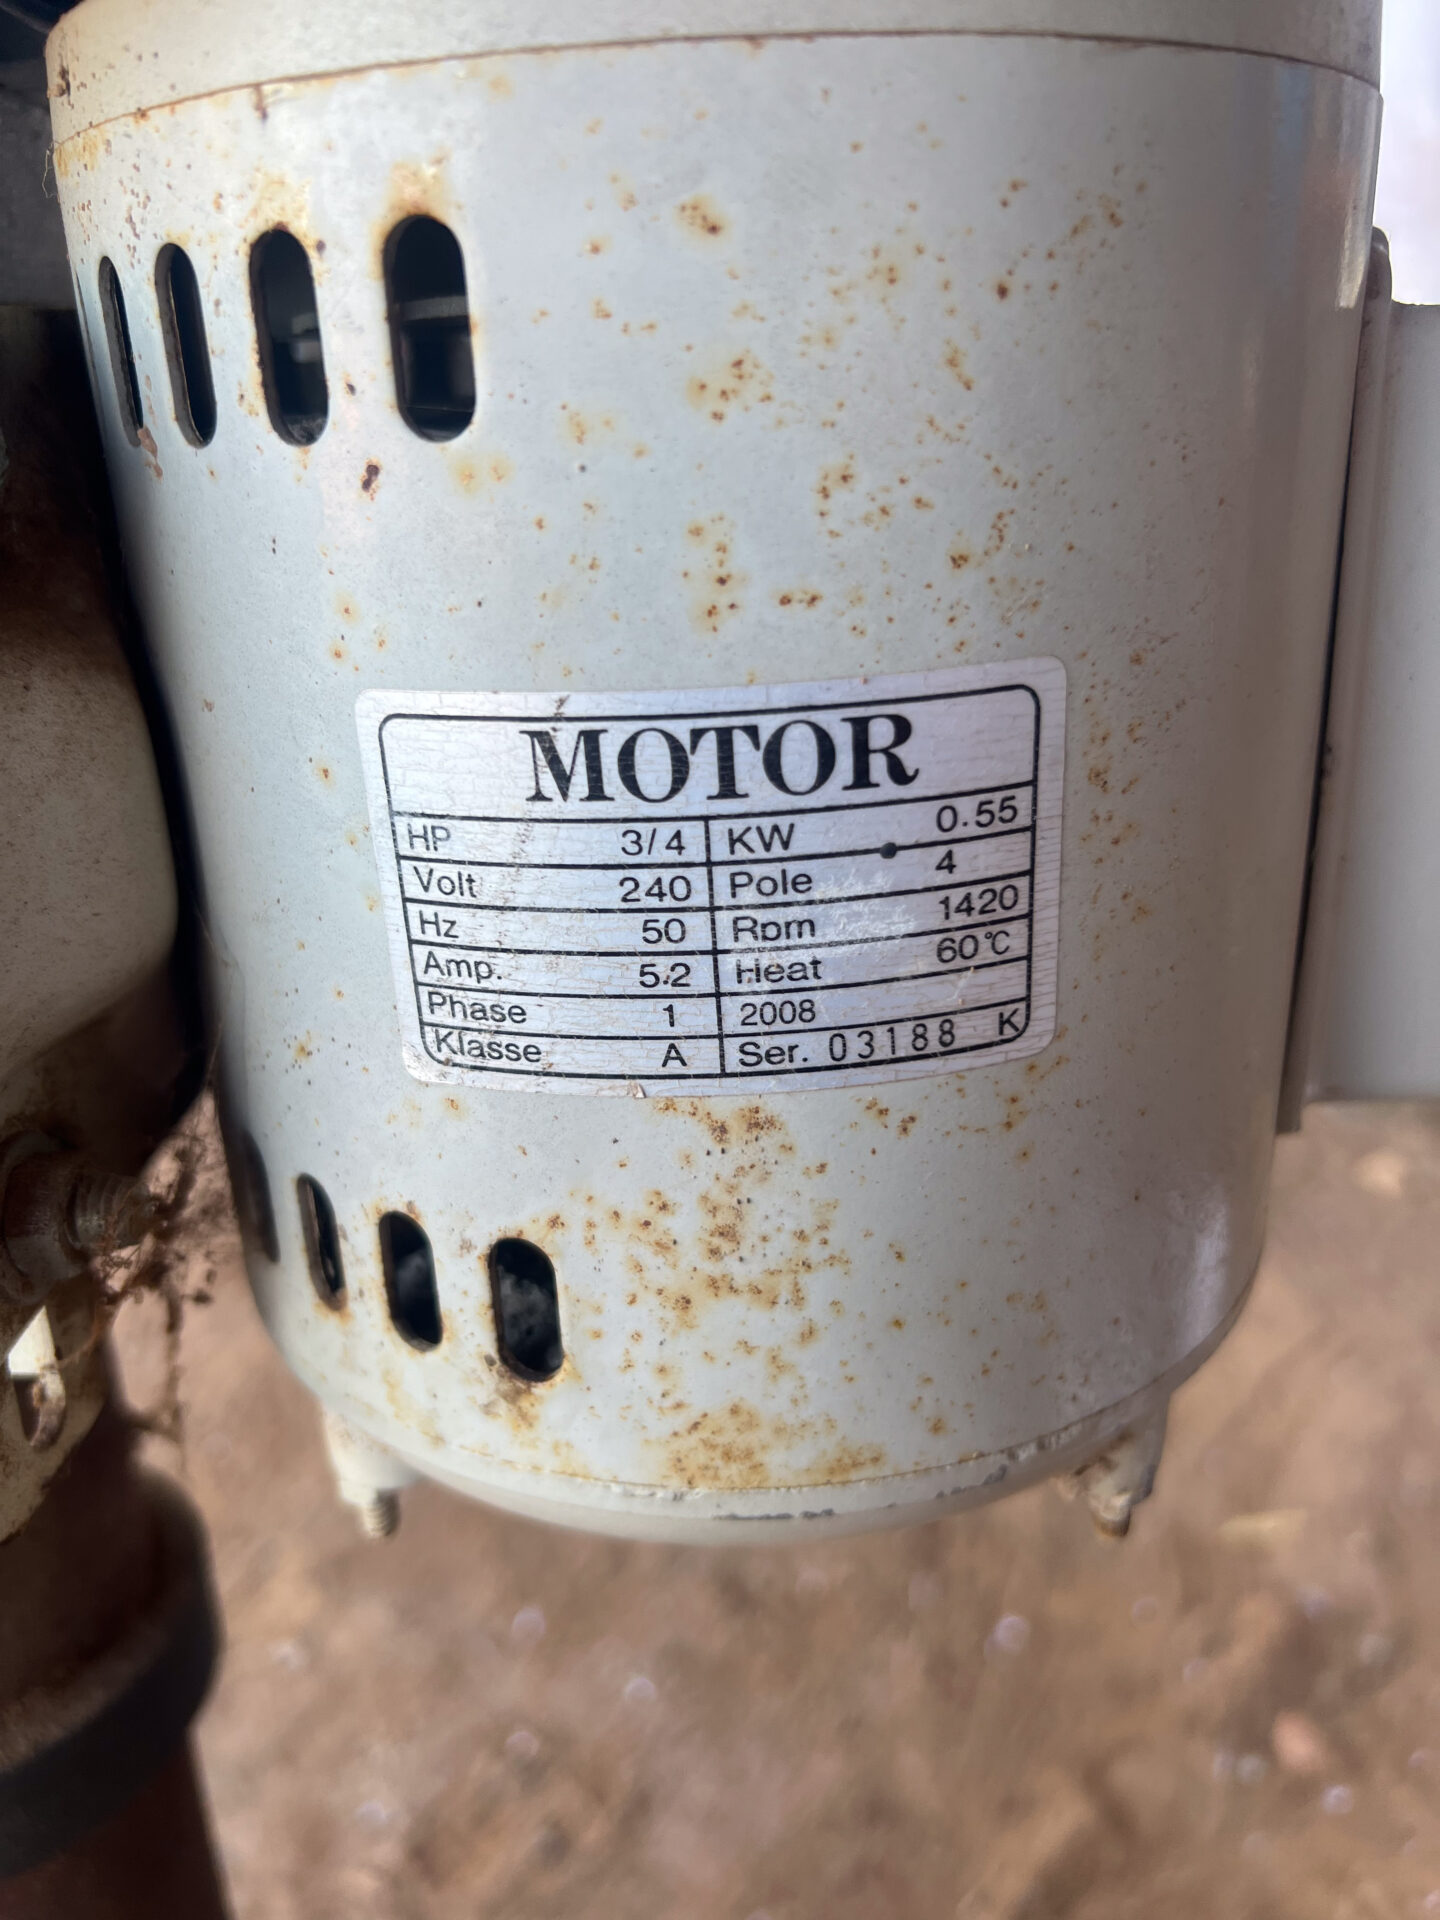 MOTOR
HP 3/4 KW 0.55
Volt 240 Pole 4
Hz 50 Rpm 1420
Amp. 5.2 Heat 60℃
Phase 1 2008
Klasse A Ser. 03188 K